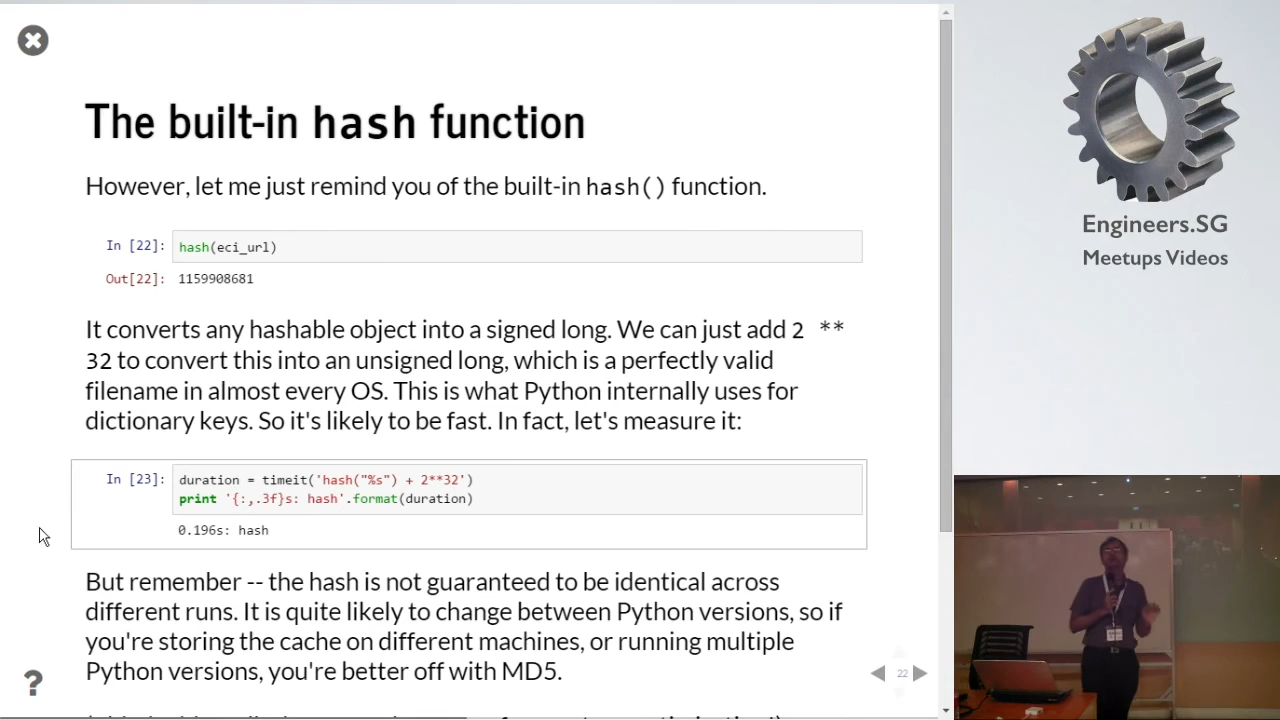 The built-in hash function
However, let me just remind you of the built-in hash() function.
In [22]: hash(eci_url)
Out[22]: 1159908681
It converts any hashable object into a signed long. We can just add 2 **
32 to convert this into an unsigned long, which is a perfectly valid
filename in almost every OS. This is what Python internally uses for
dictionary keys. So it's likely to be fast. In fact, let's measure it:
In [23]: duration = timeit('hash("%s") + 2**32')
print '{:,.3f}s: hash'.format(duration)
0.196s: hash
But remember -- the hash is not guaranteed to be identical across
different runs. It is quite likely to change between Python versions, so if
you're storing the cache on different machines, or running multiple
Python versions, you're better off with MD5.
?
22
Engineers.SG
Meetups Videos